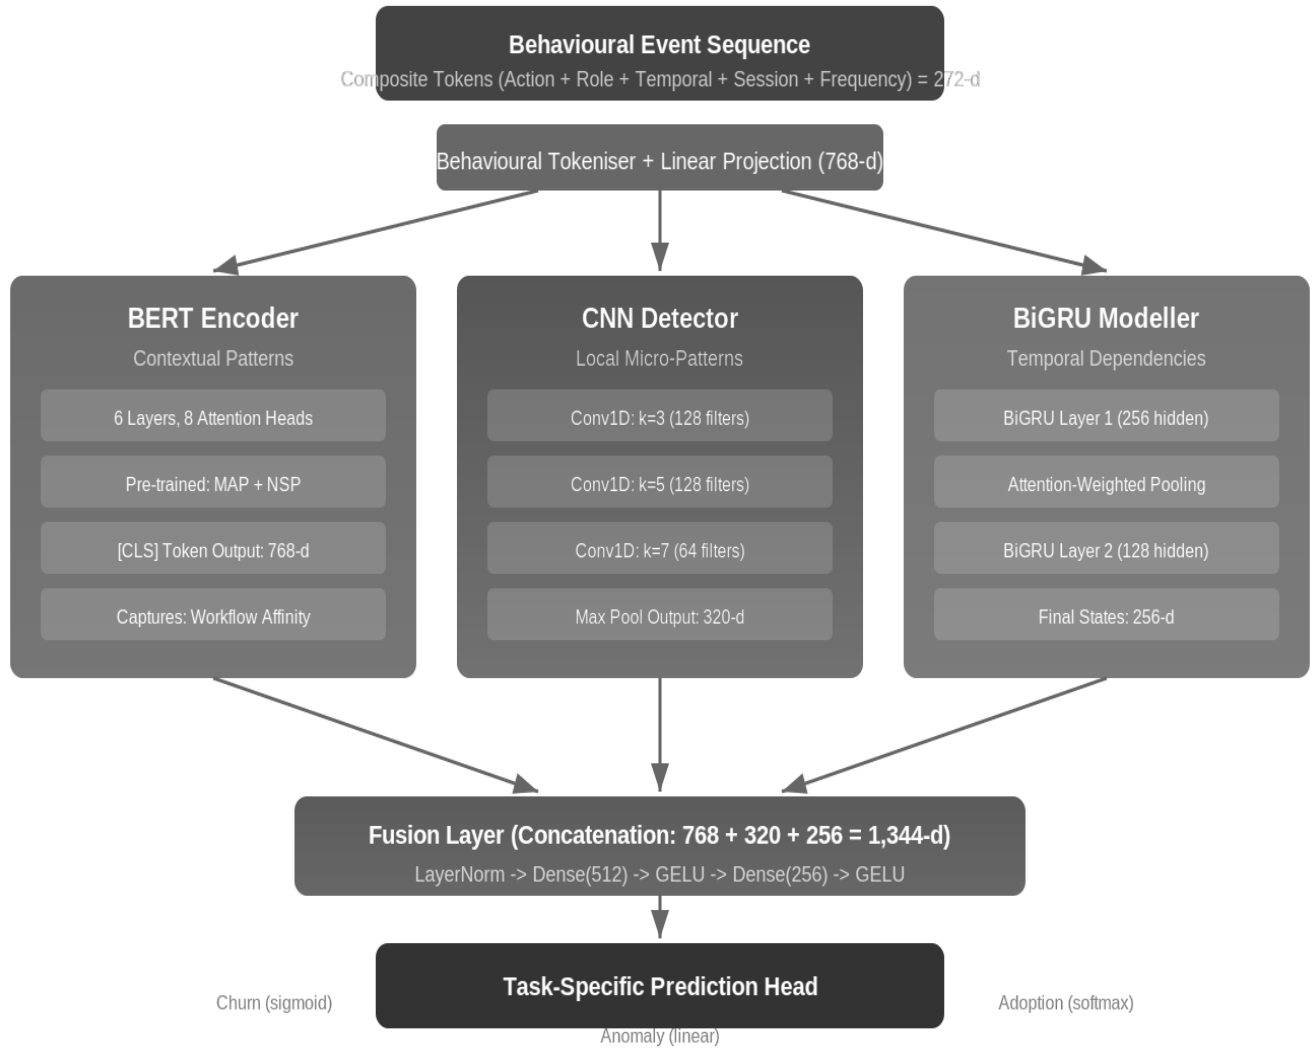 Behavioural Event Sequence
Composite Tokens (Action + Role + Temporal + Session + Frequency) = 272-d
Behavioural Tokeniser + Linear Projection (768-d)
BERT Encoder
Contextual Patterns
6 Layers, 8 Attention Heads
Pre-trained: MAP + NSP
[CLS] Token Output: 768-d
Captures: Workflow Affinity
CNN Detector
Local Micro-Patterns
Conv1D: k=3 (128 filters)
Conv1D: k=5 (128 filters)
Conv1D: k=7 (64 filters)
Max Pool Output: 320-d
BiGRU Modeller
Temporal Dependencies
BiGRU Layer 1 (256 hidden)
Attention-Weighted Pooling
BiGRU Layer 2 (128 hidden)
Final States: 256-d
Fusion Layer (Concatenation: 768 + 320 + 256 = 1,344-d)
LayerNorm -> Dense(512) -> GELU -> Dense(256) -> GELU
Task-Specific Prediction Head
Churn (sigmoid)
Anomaly (linear)
Adoption (softmax)